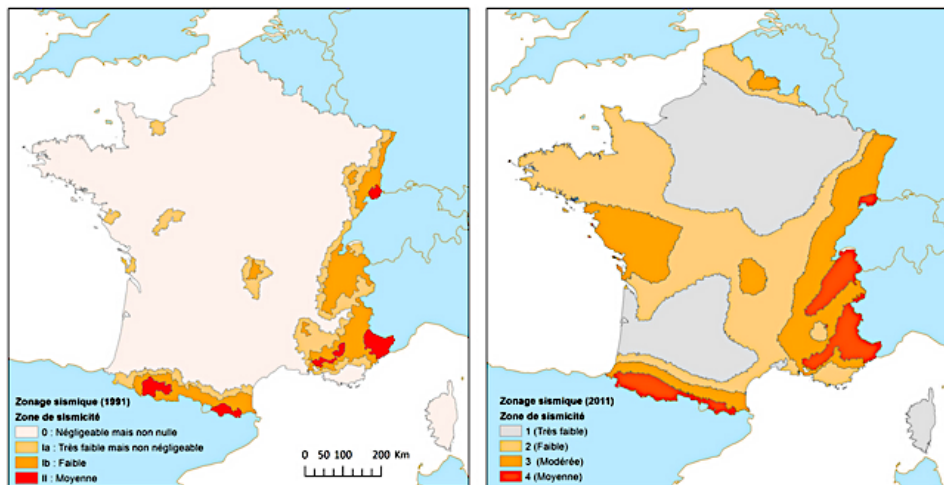 Zonage sismique (1991)
Zone de sismicité
0 : Négligeable mais non nulle
Ia : Très faible mais non négligeable
Ib : Faible
II : Moyenne
0 50 100 200 Km
Zonage sismique (2011)
Zone de sismicité
1 (Très faible)
2 (Faible)
3 (Modérée)
4 (Moyenne)